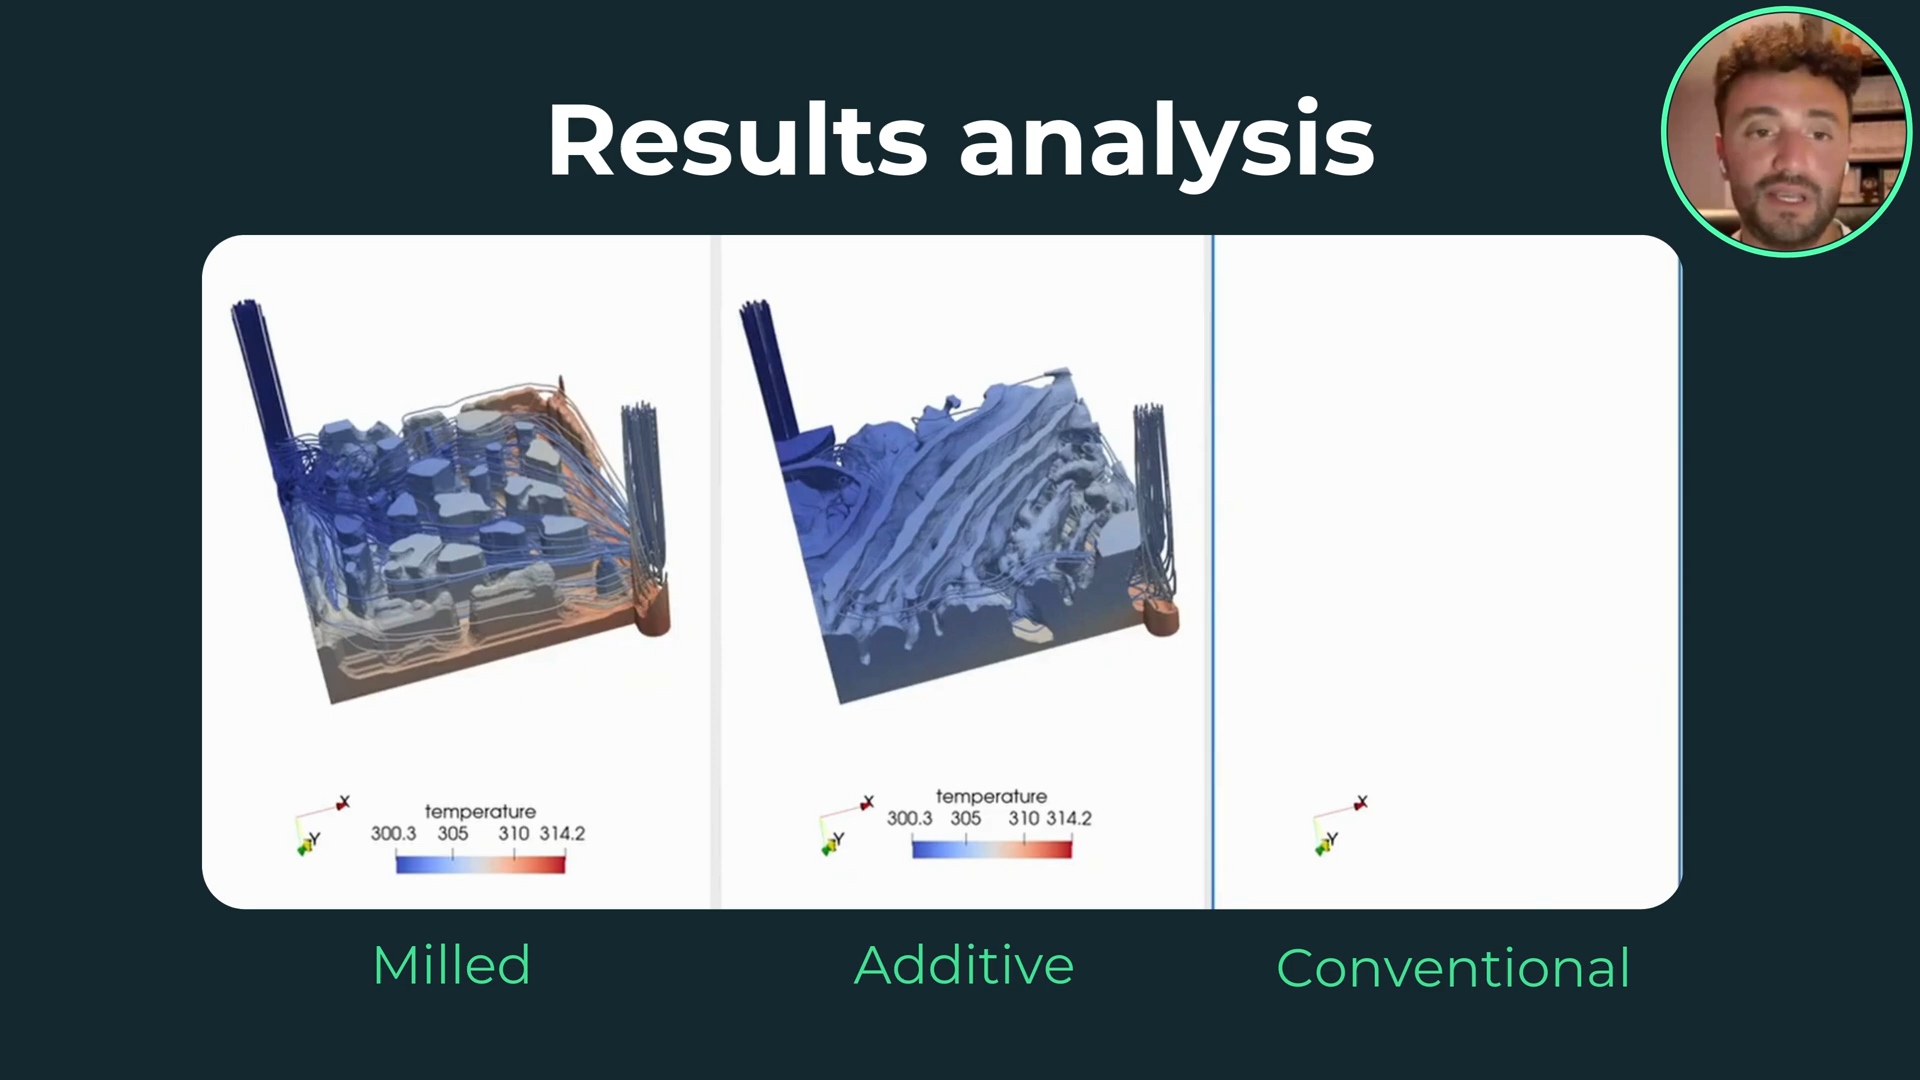 Results analysis
temperature
300.3 305 310 314.2
X
Y
temperature
300.3 305 310 314.2
X
Y
X
Y
Milled
Additive
Conventional